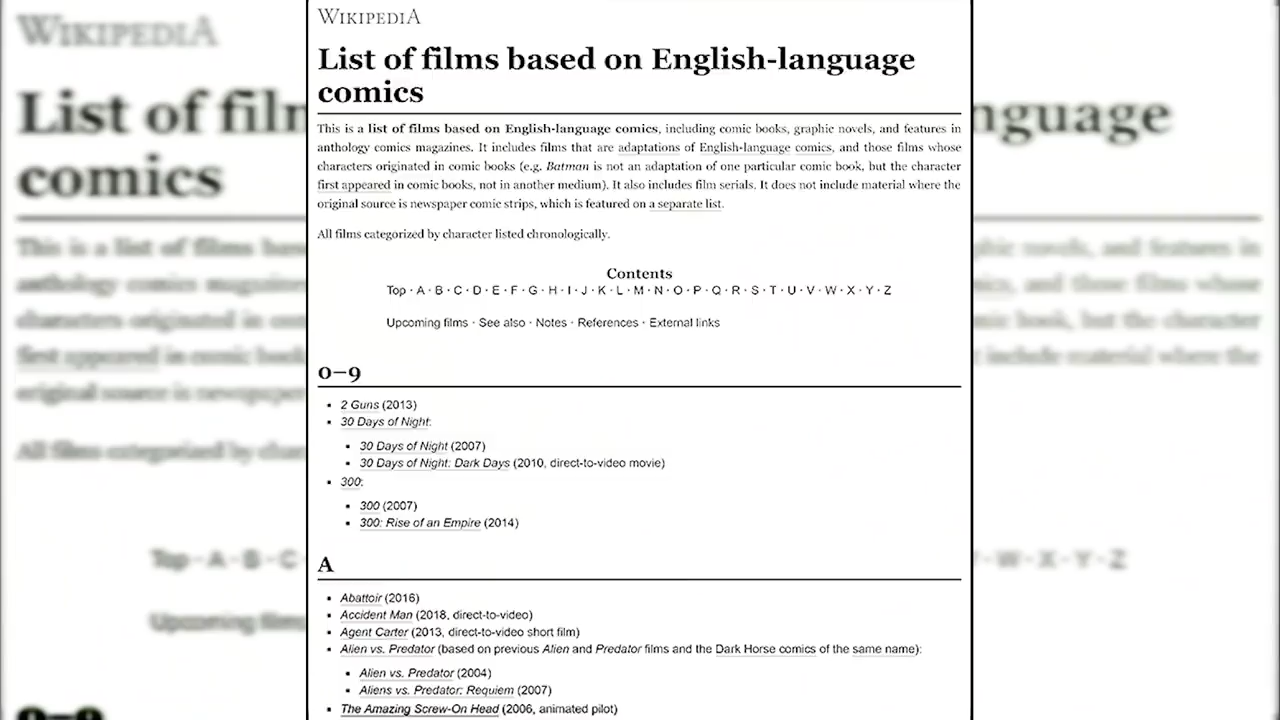 WIKIPEDIA
List of films based on English-language
comics
This is a list of films based on English-language comics, including comic books, graphic novels, and features in
anthology comics magazines. It includes films that are adaptations of English-language comics, and those films whose
characters originated in comic books (e.g. Batman is not an adaptation of one particular comic book, but the character
first appeared in comic books, not in another medium). It also includes film serials. It does not include material where the
original source is newspaper comic strips, which is featured on a separate list.
All films categorized by character listed chronologically.
Contents
Top · A · B · C · D · E · F · G · H · I · J · K · L · M · N · O · P · Q · R · S · T · U · V · W · X · Y · Z
Upcoming films · See also · Notes · References · External links
0–9
2 Guns (2013)
30 Days of Night:
30 Days of Night (2007)
30 Days of Night: Dark Days (2010, direct-to-video movie)
300:
300 (2007)
300: Rise of an Empire (2014)
A
Abattoir (2016)
Accident Man (2018, direct-to-video)
Agent Carter (2013, direct-to-video short film)
Alien vs. Predator (based on previous Alien and Predator films and the Dark Horse comics of the same name):
Alien vs. Predator (2004)
Aliens vs. Predator: Requiem (2007)
The Amazing Screw-On Head (2006, animated pilot)